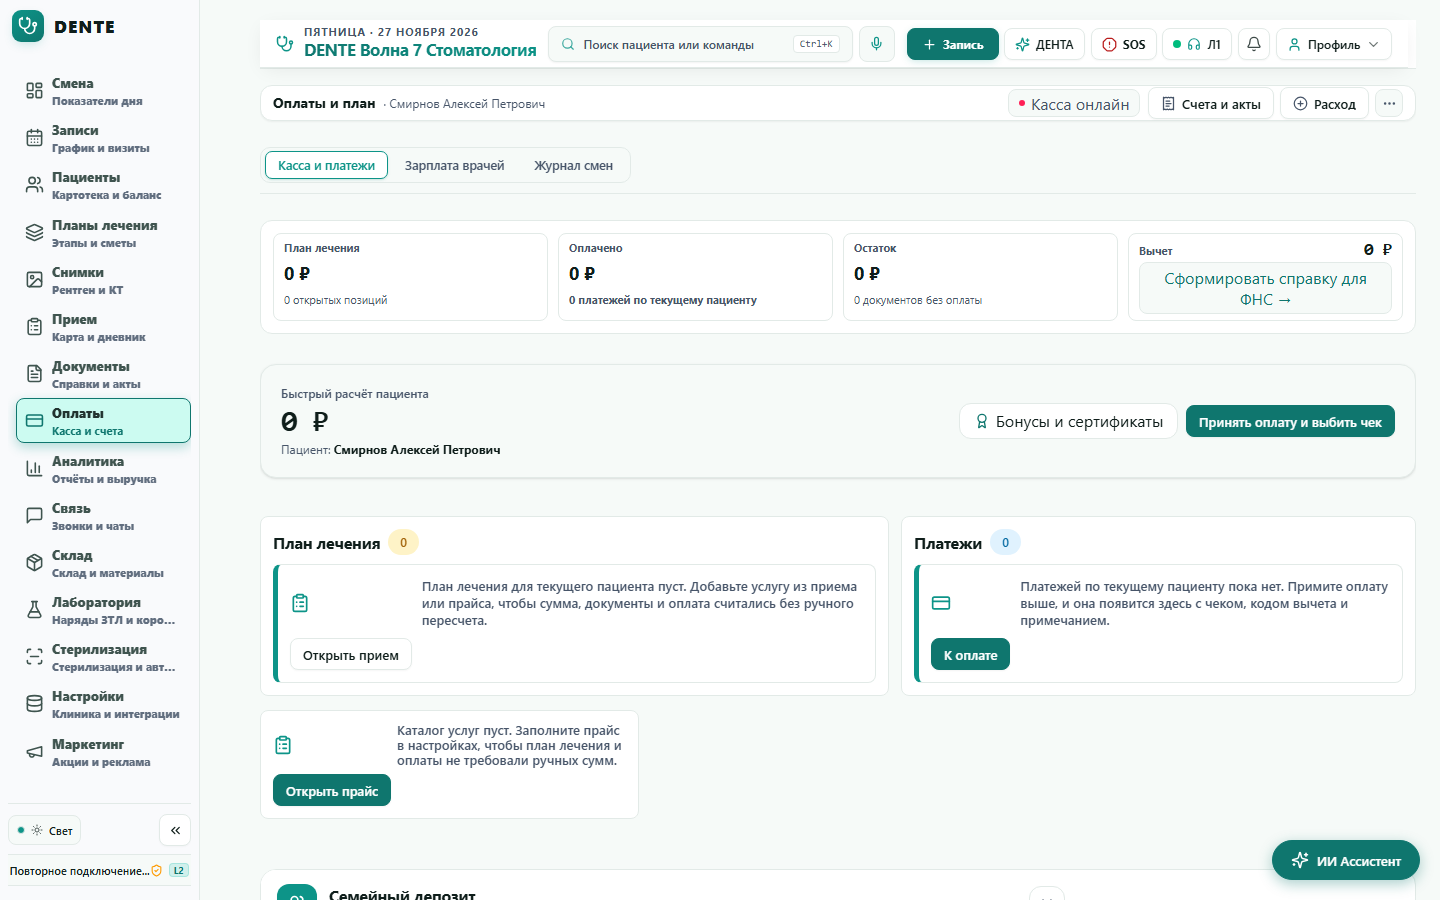 DENTE
Смена
Показатели дня
Записи
График и визиты
Пациенты
Картотека и баланс
Планы лечения
Этапы и сметы
Снимки
Рентген и КТ
Прием
Карта и дневник
Документы
Справки и акты
Оплаты
Касса и счета
Аналитика
Отчёты и выручка
Связь
Звонки и чаты
Склад
Склад и материалы
Лаборатория
Наряды ЗТЛ и коро...
Стерилизация
Стерилизация и авт...
Настройки
Клиника и интеграции
Маркетинг
Акции и реклама
Свет
Повторное подключение... L2
ПЯТНИЦА · 27 НОЯБРЯ 2026
DENTE Волна 7 Стоматология
Поиск пациента или команды Ctrl+K
Запись
ДЕНТА
SOS
Л1
Профиль
Оплаты и план · Смирнов Алексей Петрович
Касса онлайн
Счета и акты
Расход
Касса и платежи
Зарплата врачей
Журнал смен
План лечения
0 ₽
0 открытых позиций
Оплачено
0 ₽
0 платежей по текущему пациенту
Остаток
0 ₽
0 документов без оплаты
Вычет 0 ₽
Сформировать справку для
ФНС →
Быстрый расчёт пациента
0 ₽
Пациент: Смирнов Алексей Петрович
Бонусы и сертификаты
Принять оплату и выбить чек
План лечения 0
План лечения для текущего пациента пуст. Добавьте услугу из приема
или прайса, чтобы сумма, документы и оплата считались без ручного
пересчета.
Открыть прием
Платежи 0
Платежей по текущему пациенту пока нет. Примите оплату
выше, и она появится здесь с чеком, кодом вычета и
примечанием.
К оплате
Каталог услуг пуст. Заполните прайс
в настройках, чтобы план лечения и
оплаты не требовали ручных сумм.
Открыть прайс
Семейный депозит
ИИ Ассистент